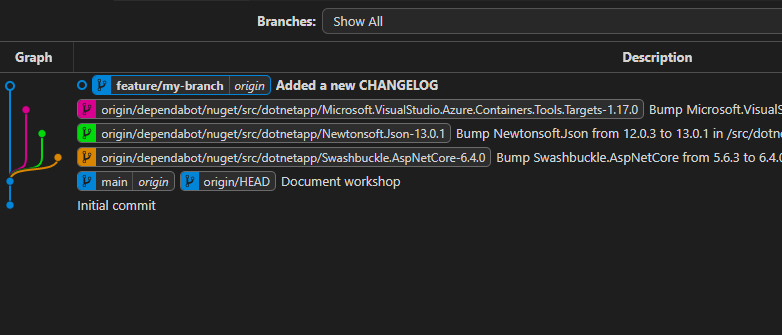 Branches: Show All
Graph Description
feature/my-branch origin Added a new CHANGELOG
origin/dependabot/nuget/src/dotnetapp/Microsoft.VisualStudio.Azure.Containers.Tools.Targets-1.17.0 Bump Microsoft.VisualS
origin/dependabot/nuget/src/dotnetapp/Newtonsoft.Json-13.0.1 Bump Newtonsoft.Json from 12.0.3 to 13.0.1 in /src/dotne
origin/dependabot/nuget/src/dotnetapp/Swashbuckle.AspNetCore-6.4.0 Bump Swashbuckle.AspNetCore from 5.6.3 to 6.4.0
main origin origin/HEAD Document workshop
Initial commit